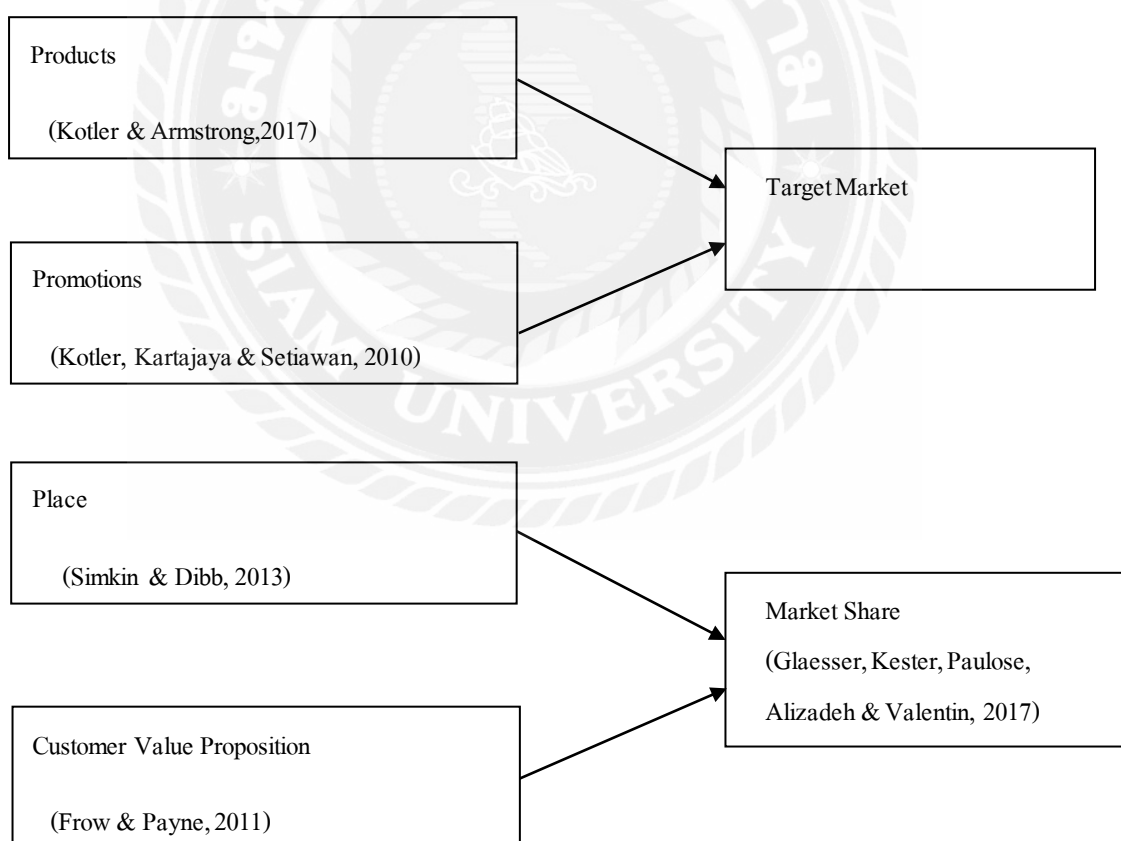 Products
(Kotler & Armstrong,2017)
Target Market
Promotions
(Kotler, Kartajaya & Setiawan, 2010)
SIAM UNIVERSITY
Place
(Simkin & Dibb, 2013)
Market Share
(Glaesser, Kester, Paulose,
Alizadeh & Valentin, 2017)
Customer Value Proposition
(Frow & Payne, 2011)